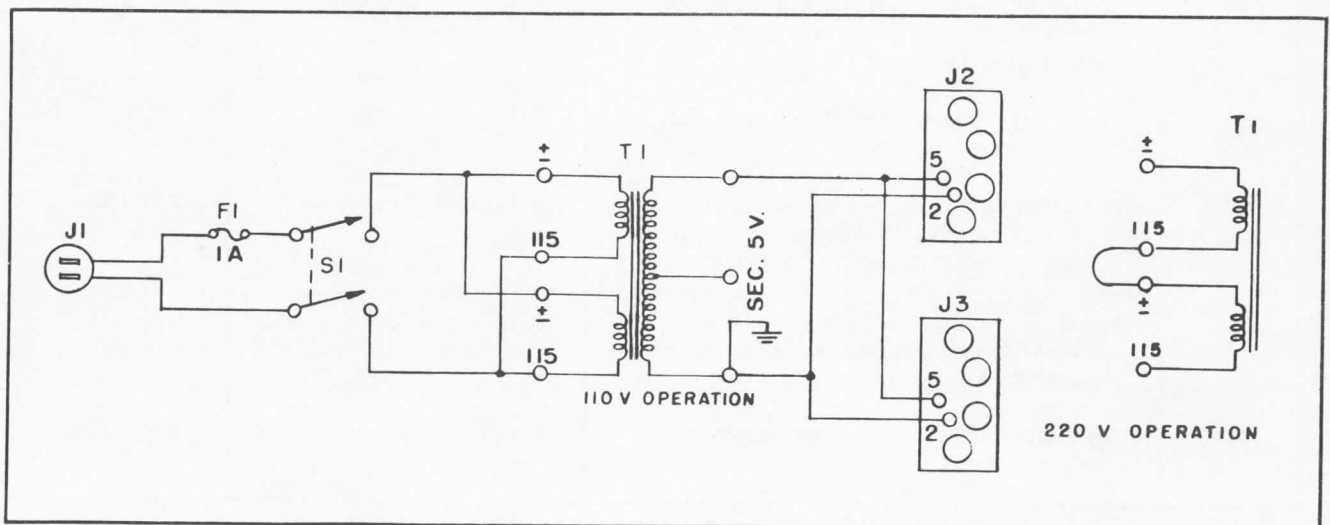 J2
T1
±
T1
±
5
2
F1
J1
1A
115
S1
SEC. 5V.
115
±
±
J3
115
115
5
110 V OPERATION
2
220 V OPERATION